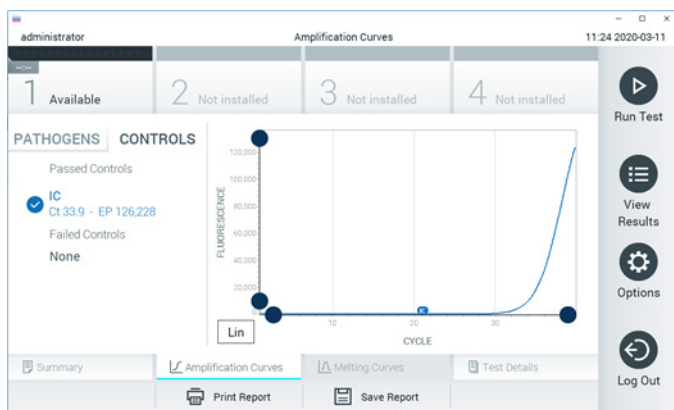 administrator
Amplification Curves
11:24 2020-03-11
--:--
1 Available
2 Not installed
3 Not installed
4 Not installed
Run Test
View
Results
Options
Log Out
PATHOGENS CONTROLS
Passed Controls
IC
Ct 33.9 - EP 126,228
Failed Controls
None
FLUORESCENCE
120,000
100,000
80,000
60,000
40,000
20,000
0
10
20
30
CYCLE
Lin
Summary
Amplification Curves
Melting Curves
Test Details
Print Report
Save Report